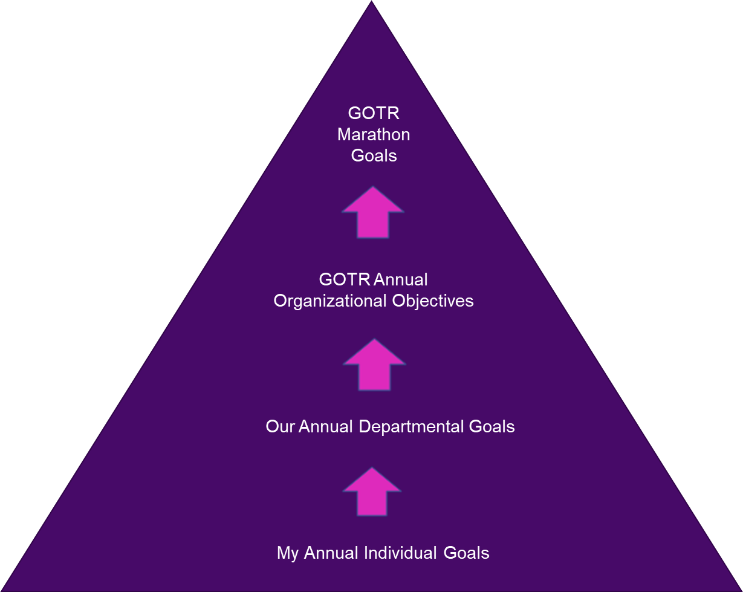 GOTR
Marathon
Goals
GOTR Annual
Organizational Objectives
Our Annual Departmental Goals
My Annual Individual Goals